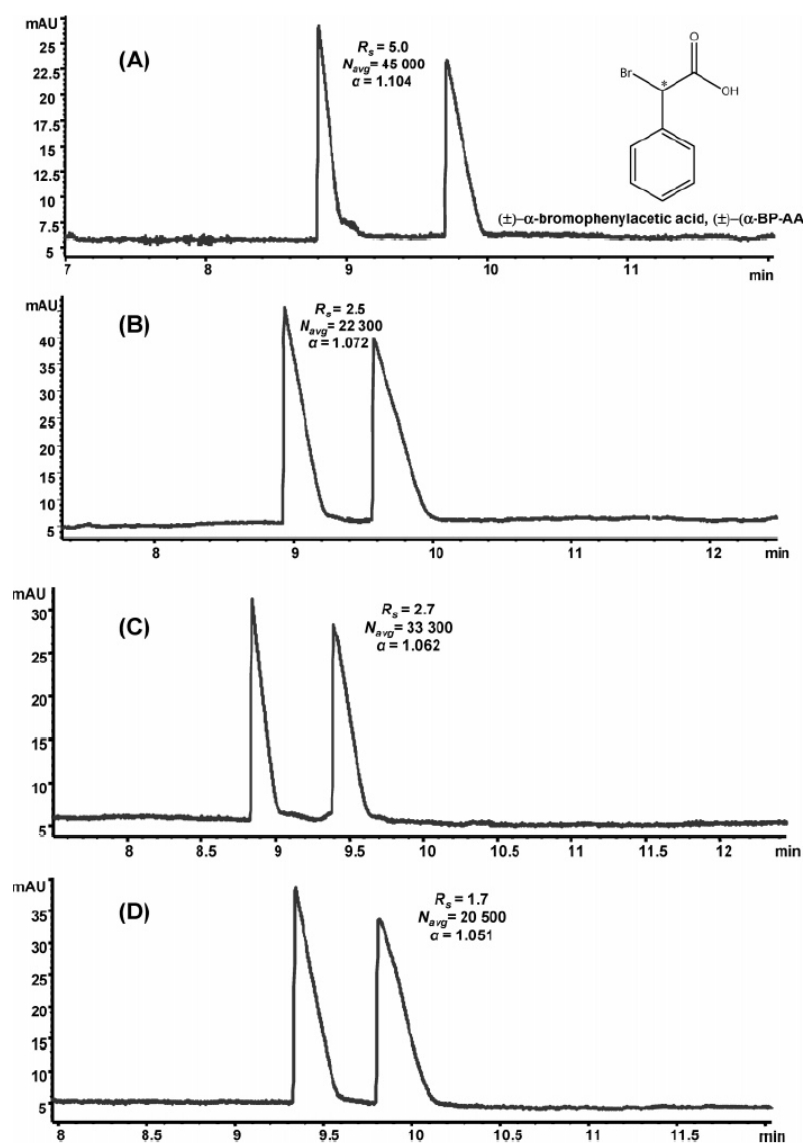 mAU
25
22.5
20
17.5
15
12.5
10
7.5
5
(A)
Rs = 5.0
Navg= 45 000
α = 1.104
O
Br
*
OH
(±)–α-bromophenylacetic acid, (±)–(α-BP-AA
7 8 9 10 11
min
mAU
40
35
30
25
20
15
10
5
(B)
Rs = 2.5
Navg= 22 300
α = 1.072
8 9 10 11 12 min
mAU
30
25
20
15
10
5
(C)
Rs = 2.7
Navg= 33 300
α = 1.062
8 8.5 9 9.5 10 10.5 11 11.5 12 min
mAU
35
30
25
20
15
10
5
(D)
Rs = 1.7
Navg= 20 500
α = 1.051
8 8.5 9 9.5 10 10.5 11 11.5 min